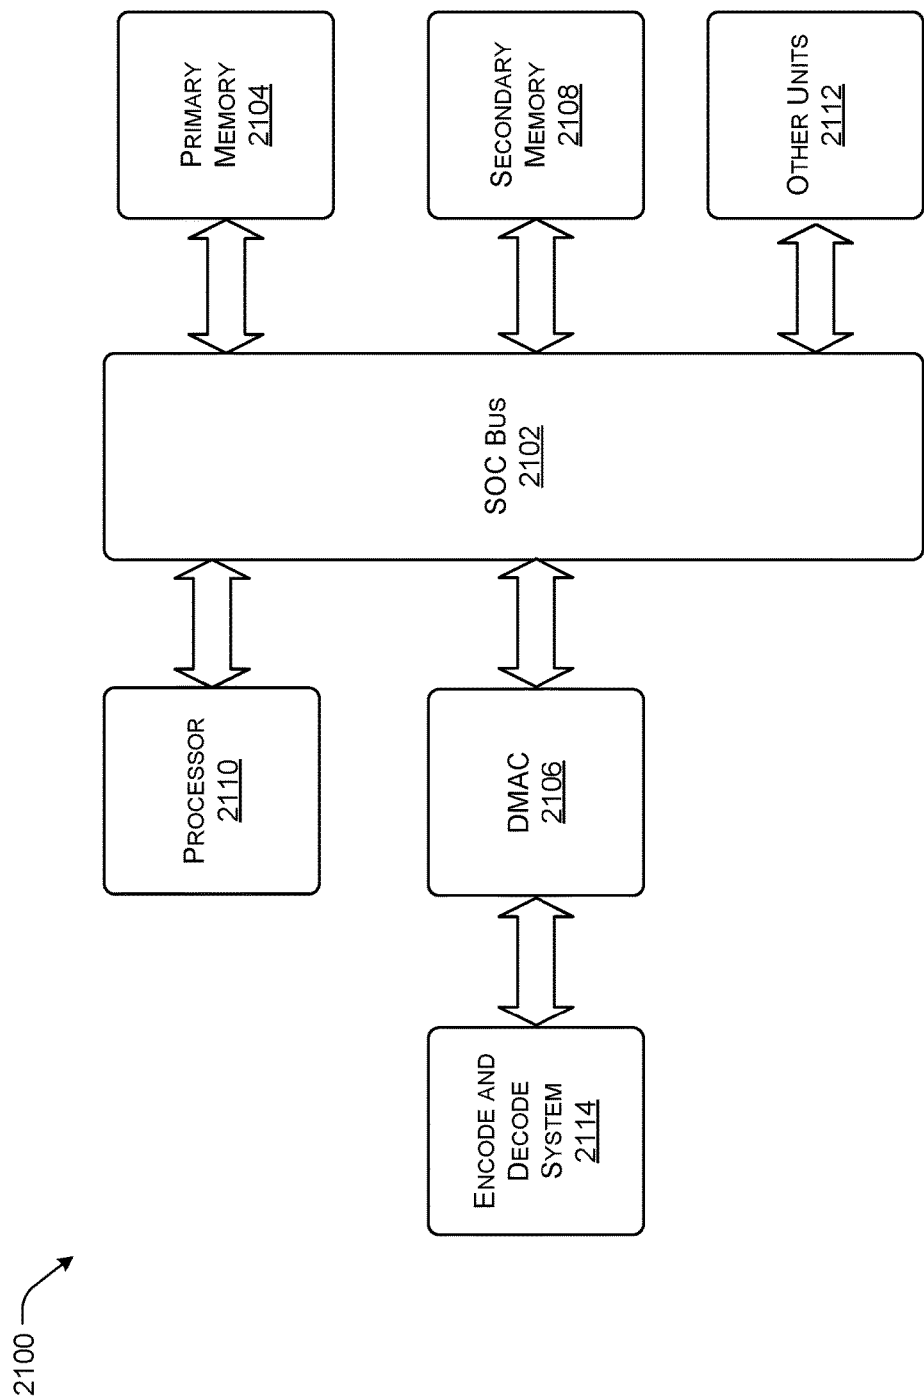 2100
PROCESSOR
2110
PRIMARY
MEMORY
2104
ENCODE AND
DECODE
SYSTEM
2114
DMAC
2106
SOC BUS
2102
SECONDARY
MEMORY
2108
OTHER UNITS
2112